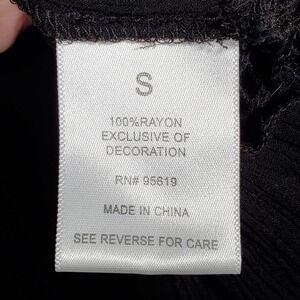 S
100%RAYON
EXCLUSIVE OF
DECORATION
RN# 95619
MADE IN CHINA
SEE REVERSE FOR CARE